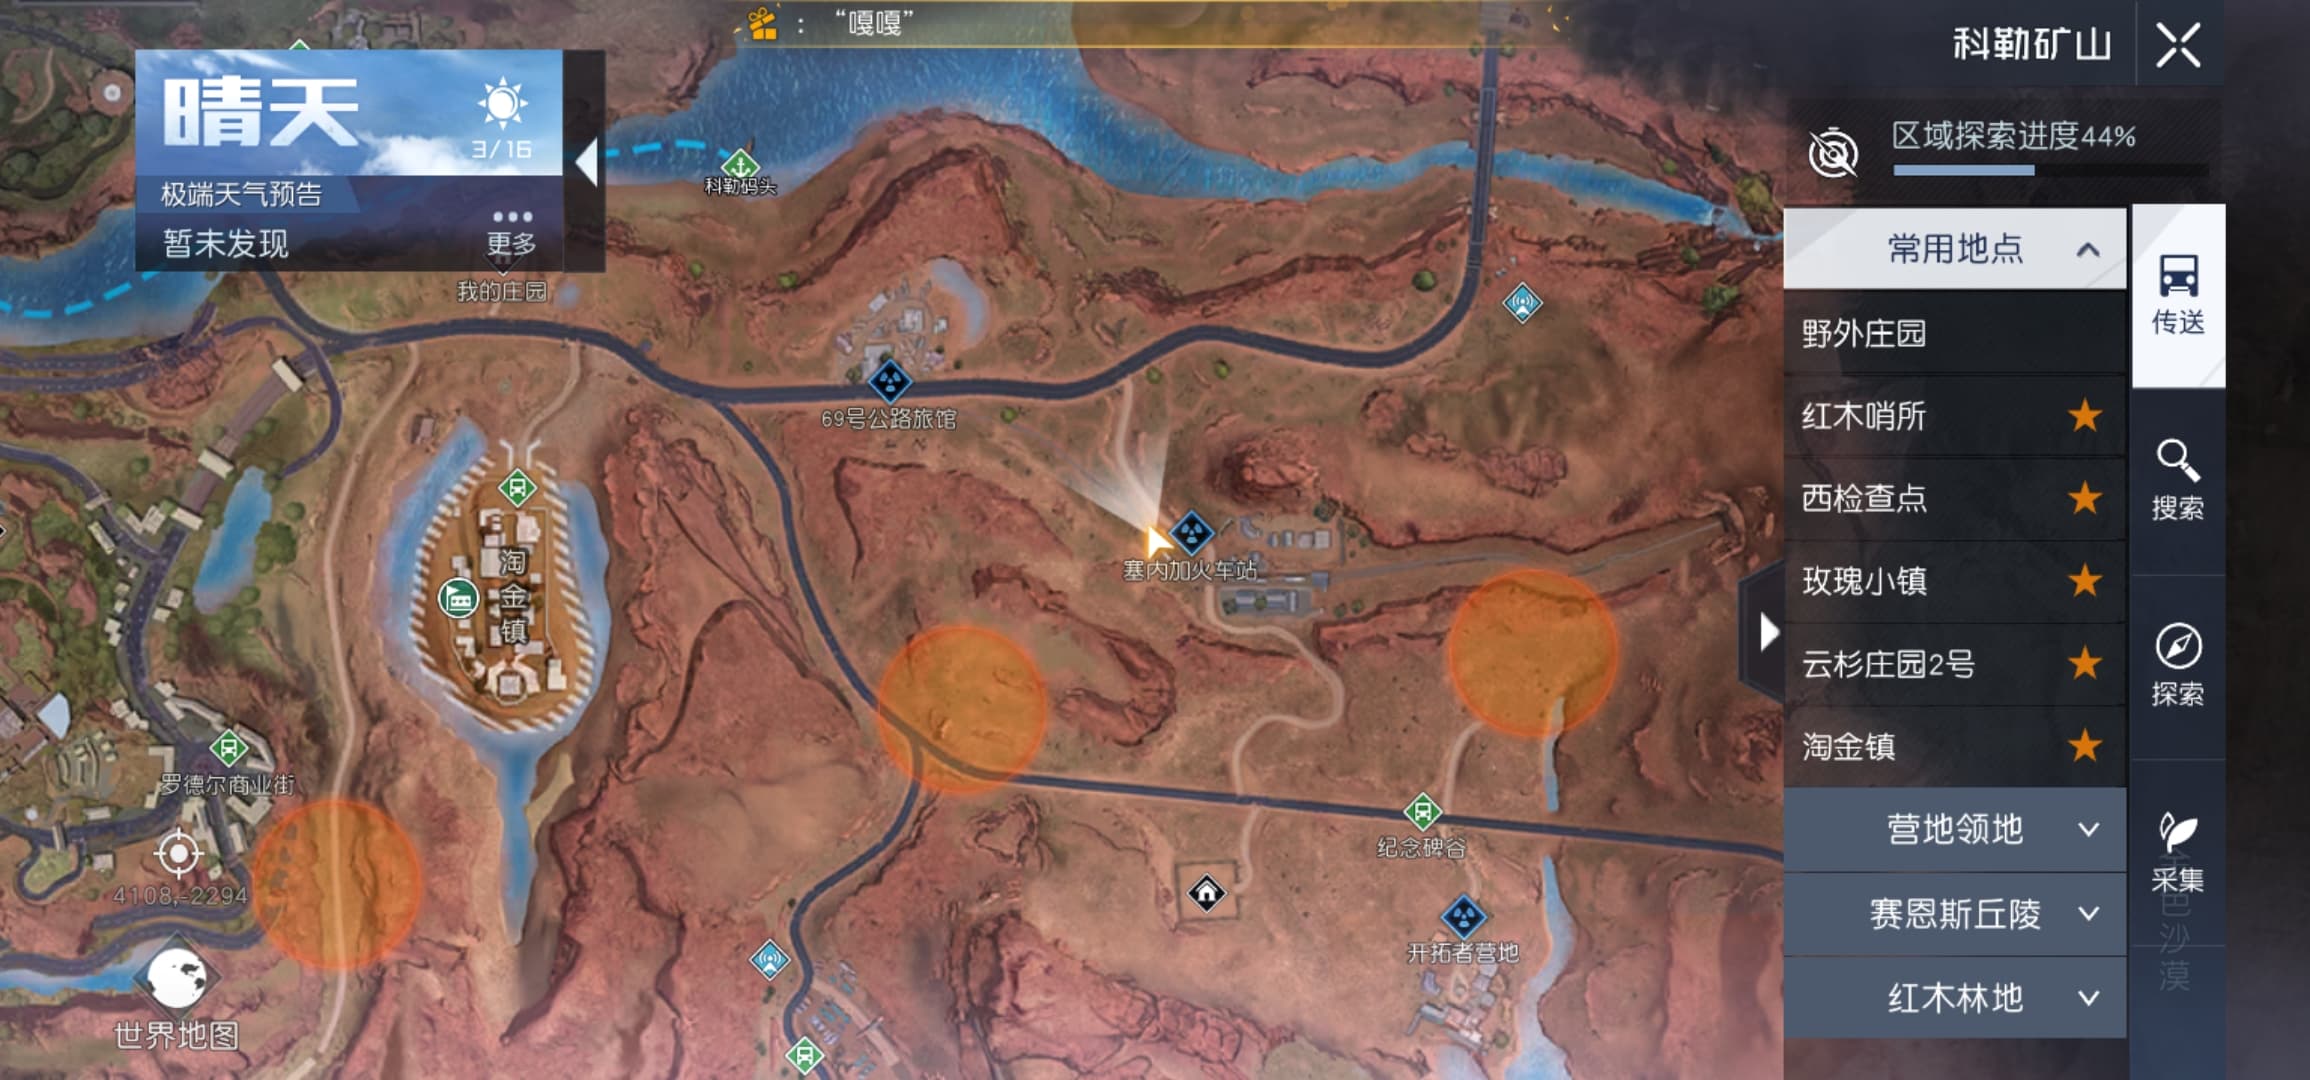 : “嘎嘎”
科勒矿山
晴天
3/16
极端天气预告
暂未发现
更多
我的庄园
科勒码头
69号公路旅馆
塞内加火车站
淘金镇
罗德尔商业街
4108,-2294
世界地图
纪念碑谷
开拓者营地
区域探索进度44%
常用地点
野外庄园
红木哨所
西检查点
玫瑰小镇
云杉庄园2号
淘金镇
营地领地
赛恩斯丘陵
红木林地
传送
搜索
探索
采集
金色沙漠